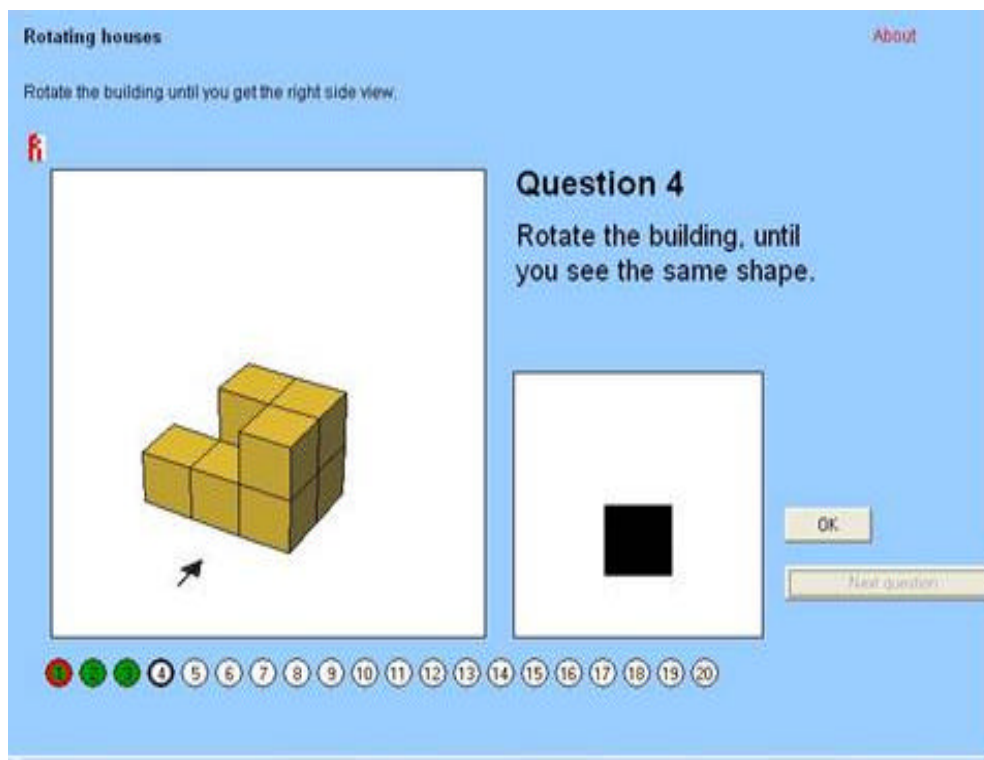 Rotating houses
About
Rotate the building until you get the right side view.
Question 4
Rotate the building, until
you see the same shape.
OK
Next question
1 2 3 4 5 6 7 8 9 10 11 12 13 14 15 16 17 18 19 20